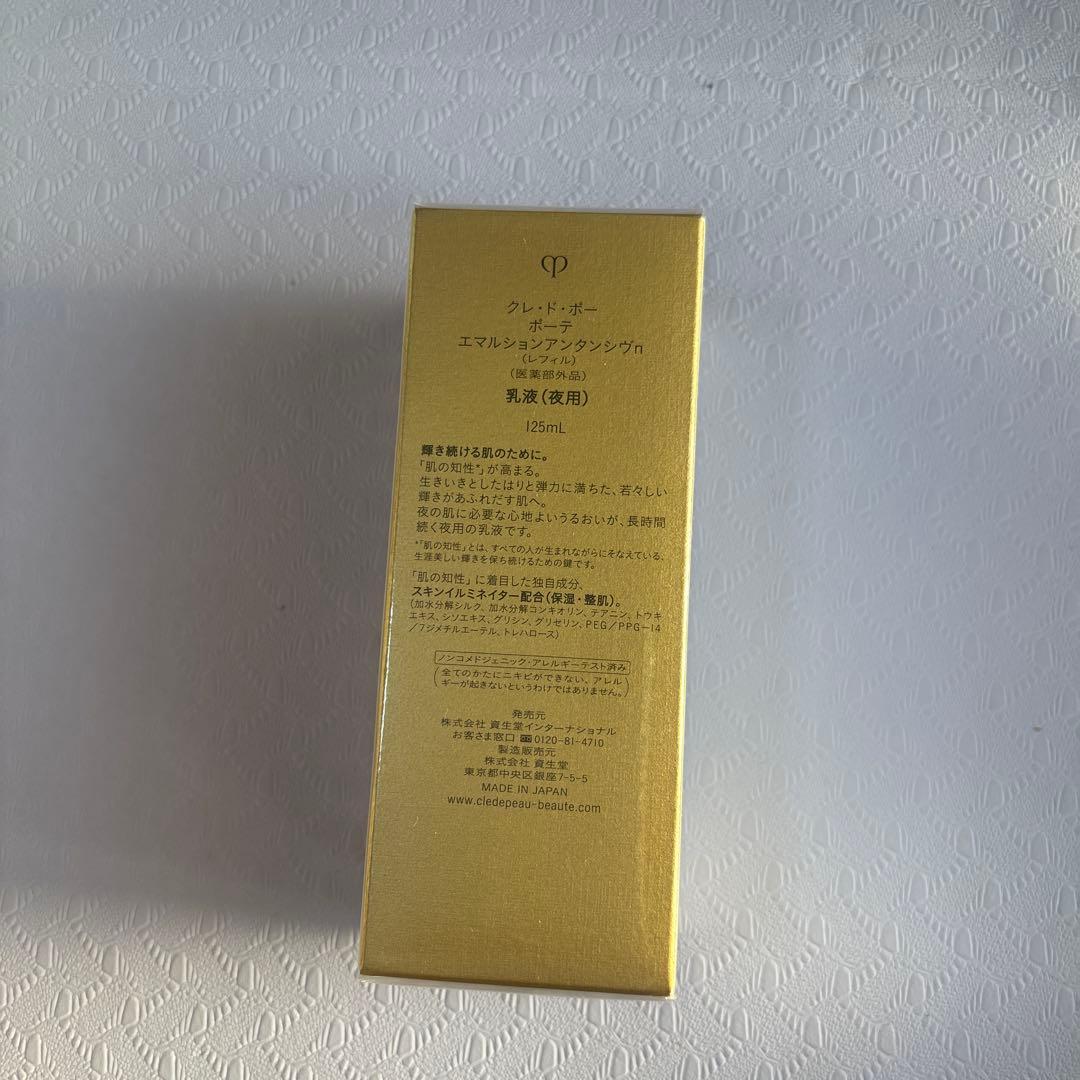 クレ・ド・ポー
ボーテ
エマルションアンタンシヴn
(レフィル)
(医薬部外品)
乳液(夜用)
125mL
輝き続ける肌のために。
「肌の知性*」が高まる。
生きいきとしたはりと弾力に満ちた、若々しい
輝きがあふれだす肌へ。
夜の肌に必要な心地よいうるおいが、長時間
続く夜用の乳液です。
*「肌の知性」とは、すべての人が生まれながらにそなえている、
生涯美しい輝きを保ち続けるための鍵です。
「肌の知性」に着目した独自成分、
スキンイルミネイター配合(保湿・整肌)。
(加水分解シルク、加水分解コンキオリン、テアニン、トウキ
エキス、シソエキス、グリシン、グリセリン、PEG/PPG-14
/7ジメチルエーテル、トレハロース)
ノンコメドジェニック・アレルギーテスト済み
(全てのかたにニキビができない、アレル
ギーが起きないというわけではありません。)
発売元
株式会社 資生堂インターナショナル
お客さま窓口 0120-81-4710
製造販売元
株式会社 資生堂
東京都中央区銀座7-5-5
MADE IN JAPAN
www.cledepeau-beaute.com